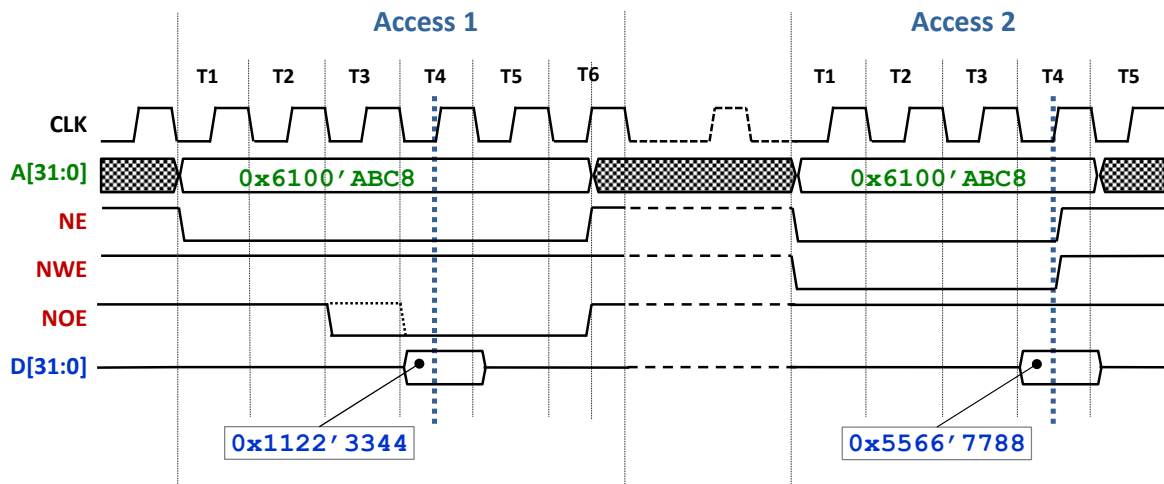 Access 1 Access 2
T1 T2 T3 T4 T5 T6 T1 T2 T3 T4 T5
CLK
A[31:0] 0x6100’ABC8 0x6100’ABC8
NE
NWE
NOE
D[31:0]
0x1122’3344 0x5566’7788